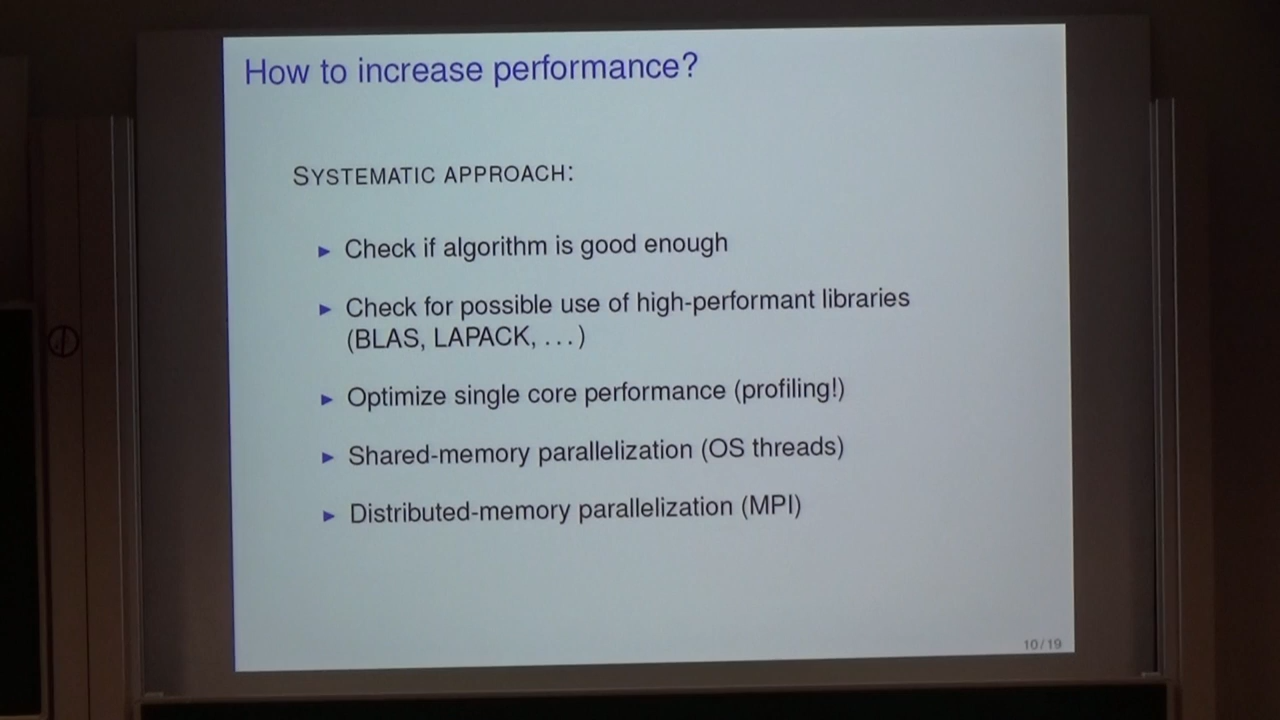 How to increase performance?
SYSTEMATIC APPROACH:
► Check if algorithm is good enough
► Check for possible use of high-performant libraries
(BLAS, LAPACK, . . . )
► Optimize single core performance (profiling!)
► Shared-memory parallelization (OS threads)
► Distributed-memory parallelization (MPI)
10/19